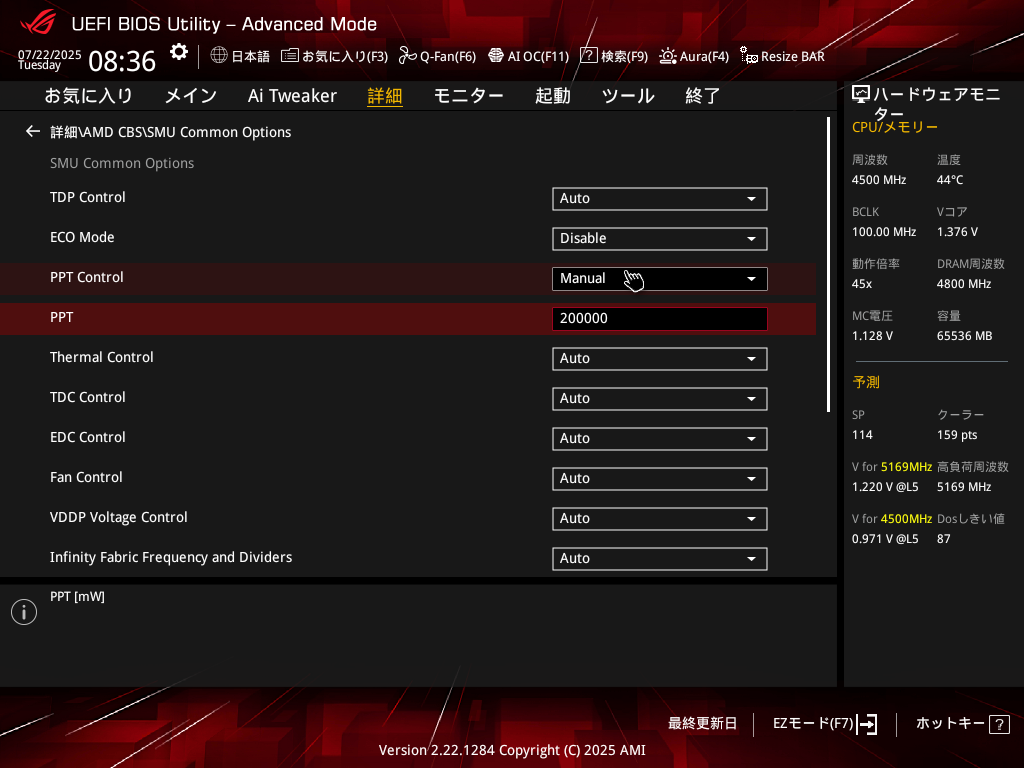 UEFI BIOS Utility – Advanced Mode
07/22/2025
Tuesday
08:36
日本語
お気に入り(F3)
Q-Fan(F6)
AI OC(F11)
検索(F9)
Aura(F4)
Resize BAR
お気に入り メイン Ai Tweaker 詳細 モニター 起動 ツール 終了
詳細\AMD CBS\SMU Common Options
SMU Common Options
TDP Control Auto
ECO Mode Disable
PPT Control Manual
PPT 200000
Thermal Control Auto
TDC Control Auto
EDC Control Auto
Fan Control Auto
VDDP Voltage Control Auto
Infinity Fabric Frequency and Dividers Auto
PPT [mW]
ハードウェアモニ
ター
CPU/メモリー
周波数 温度
4500 MHz 44°C
BCLK Vコア
100.00 MHz 1.376 V
動作倍率 DRAM周波数
45x 4800 MHz
MC電圧 容量
1.128 V 65536 MB
予測
SP クーラー
114 159 pts
V for 5169MHz 高負荷周波数
1.220 V @L5 5169 MHz
V for 4500MHz Dosしきい値
0.971 V @L5 87
最終更新日
EZモード(F7)
ホットキー ?
Version 2.22.1284 Copyright (C) 2025 AMI